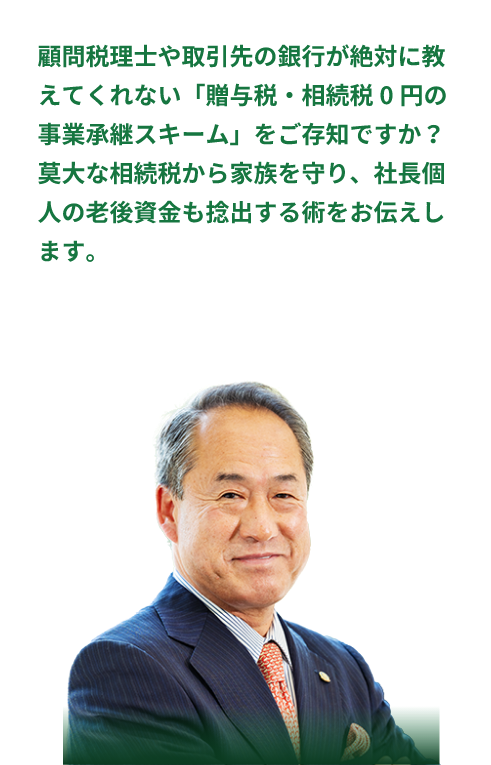 顧問税理士や取引先の銀行が絶対に教
えてくれない「贈与税・相続税０円の
事業承継スキーム」をご存知ですか？
莫大な相続税から家族を守り、社長個
人の老後資金も捻出する術をお伝えし
ます。